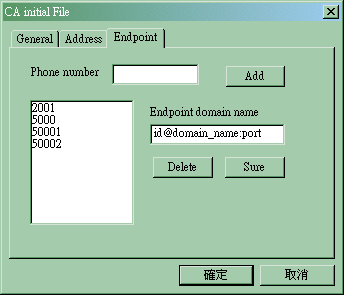 CA initial File
General Address Endpoint
Phone number
Add
2001
5000
50001
50002
Endpoint domain name
id@domain_name:port
Delete Sure
確定 取消